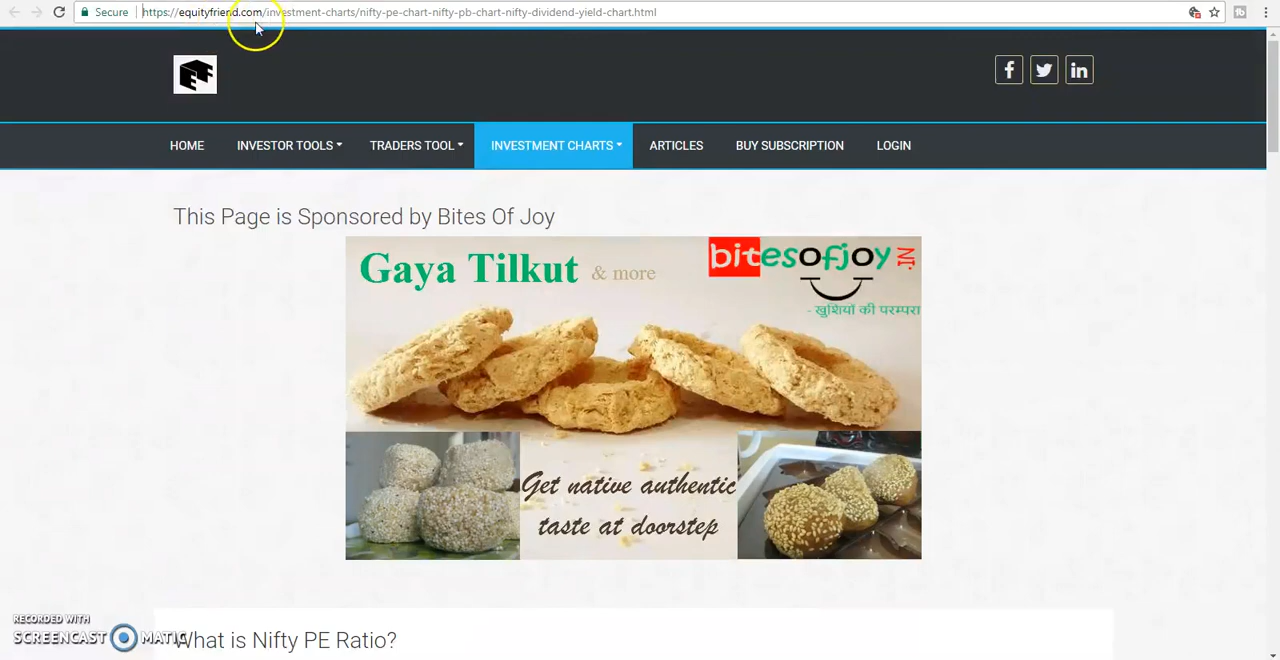 Secure | https://equityfriend.com/investment-charts/nifty-pe-chart-nifty-pb-chart-nifty-dividend-yield-chart.html
HOME INVESTOR TOOLS TRADERS TOOL INVESTMENT CHARTS ARTICLES BUY SUBSCRIPTION LOGIN
This Page is Sponsored by Bites Of Joy
Gaya Tilkut & more
bitesofjoy
- खुशियों की परम्परा
Get native authentic
taste at doorstep
RECORDED WITH
SCREENCAST MATIC
What is Nifty PE Ratio?